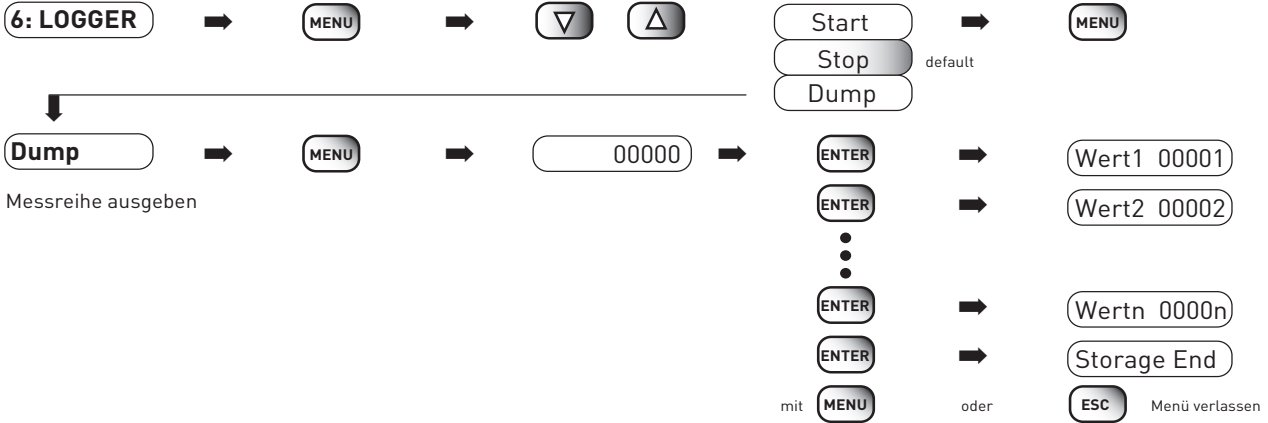 6: LOGGER MENU Start MENU
Stop default
Dump
Dump MENU 00000 ENTER Wert1 00001
Messreihe ausgeben ENTER Wert2 00002
ENTER Wertn 0000n
ENTER Storage End
mit MENU oder ESC Menü verlassen